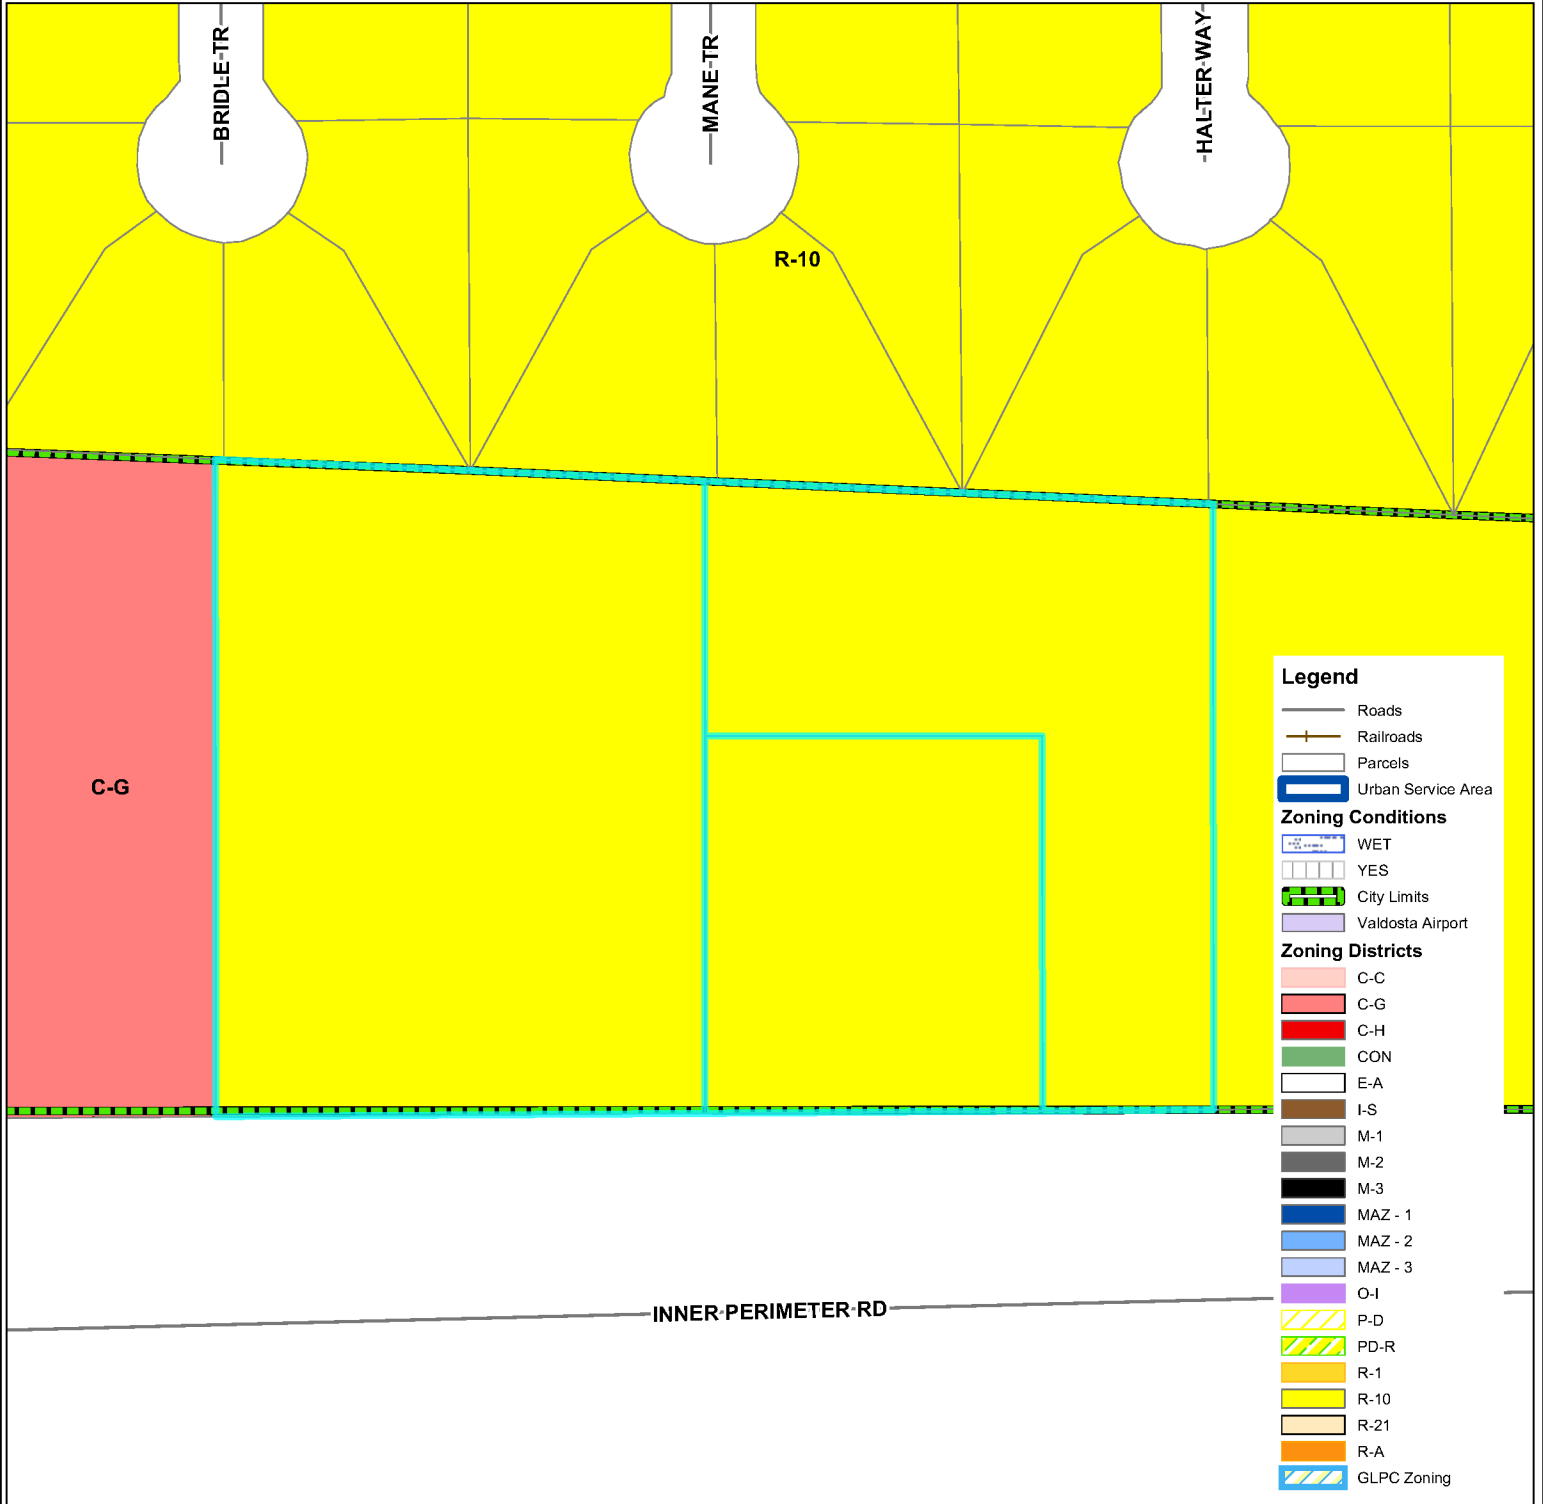 BRIDLE TR
MANE TR
HALTER WAY
R-10
C-G
INNER PERIMETER RD
Legend
Roads
Railroads
Parcels
Urban Service Area
Zoning Conditions
WET
YES
City Limits
Valdosta Airport
Zoning Districts
C-C
C-G
C-H
CON
E-A
I-S
M-1
M-2
M-3
MAZ - 1
MAZ - 2
MAZ - 3
O-I
P-D
PD-R
R-1
R-10
R-21
R-A
GLPC Zoning